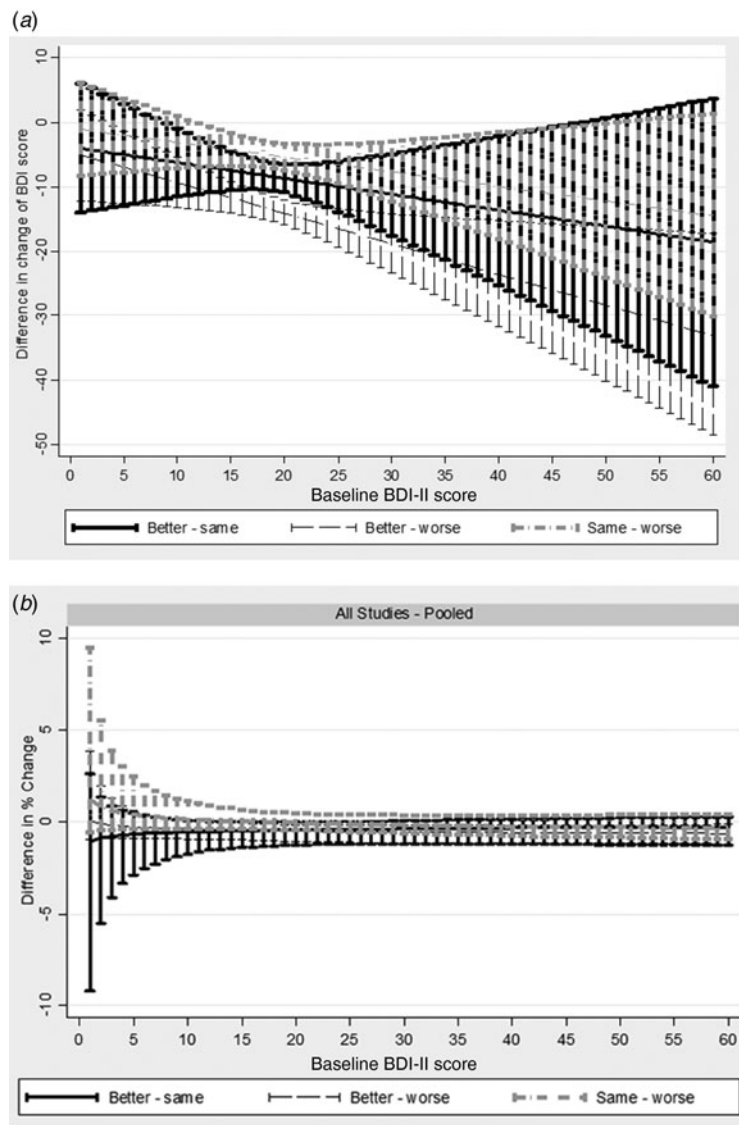 (a)
10
0
-10
-20
-30
-40
-50
Difference in change of BDI score
0 5 10 15 20 25 30 35 40 45 50 55 60
Baseline BDI-II score
Better - same Better - worse Same - worse
(b)
All Studies - Pooled
10
5
0
-5
-10
Difference in % Change
0 5 10 15 20 25 30 35 40 45 50 55 60
Baseline BDI-II score
Better - same Better - worse Same - worse